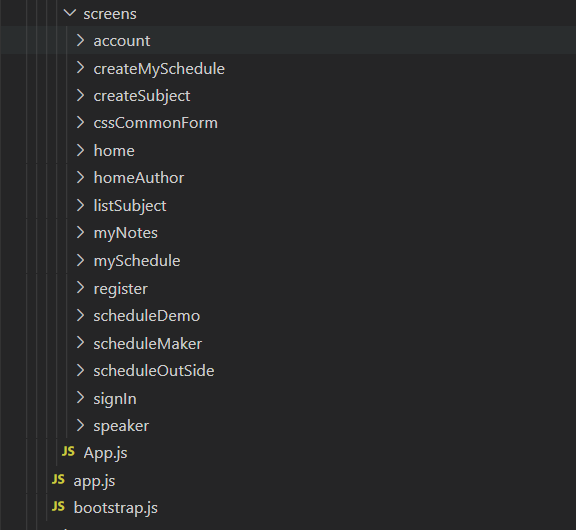 screens
account
createMySchedule
createSubject
cssCommonForm
home
homeAuthor
listSubject
myNotes
mySchedule
register
scheduleDemo
scheduleMaker
scheduleOutSide
signIn
speaker
JS App.js
JS app.js
JS bootstrap.js